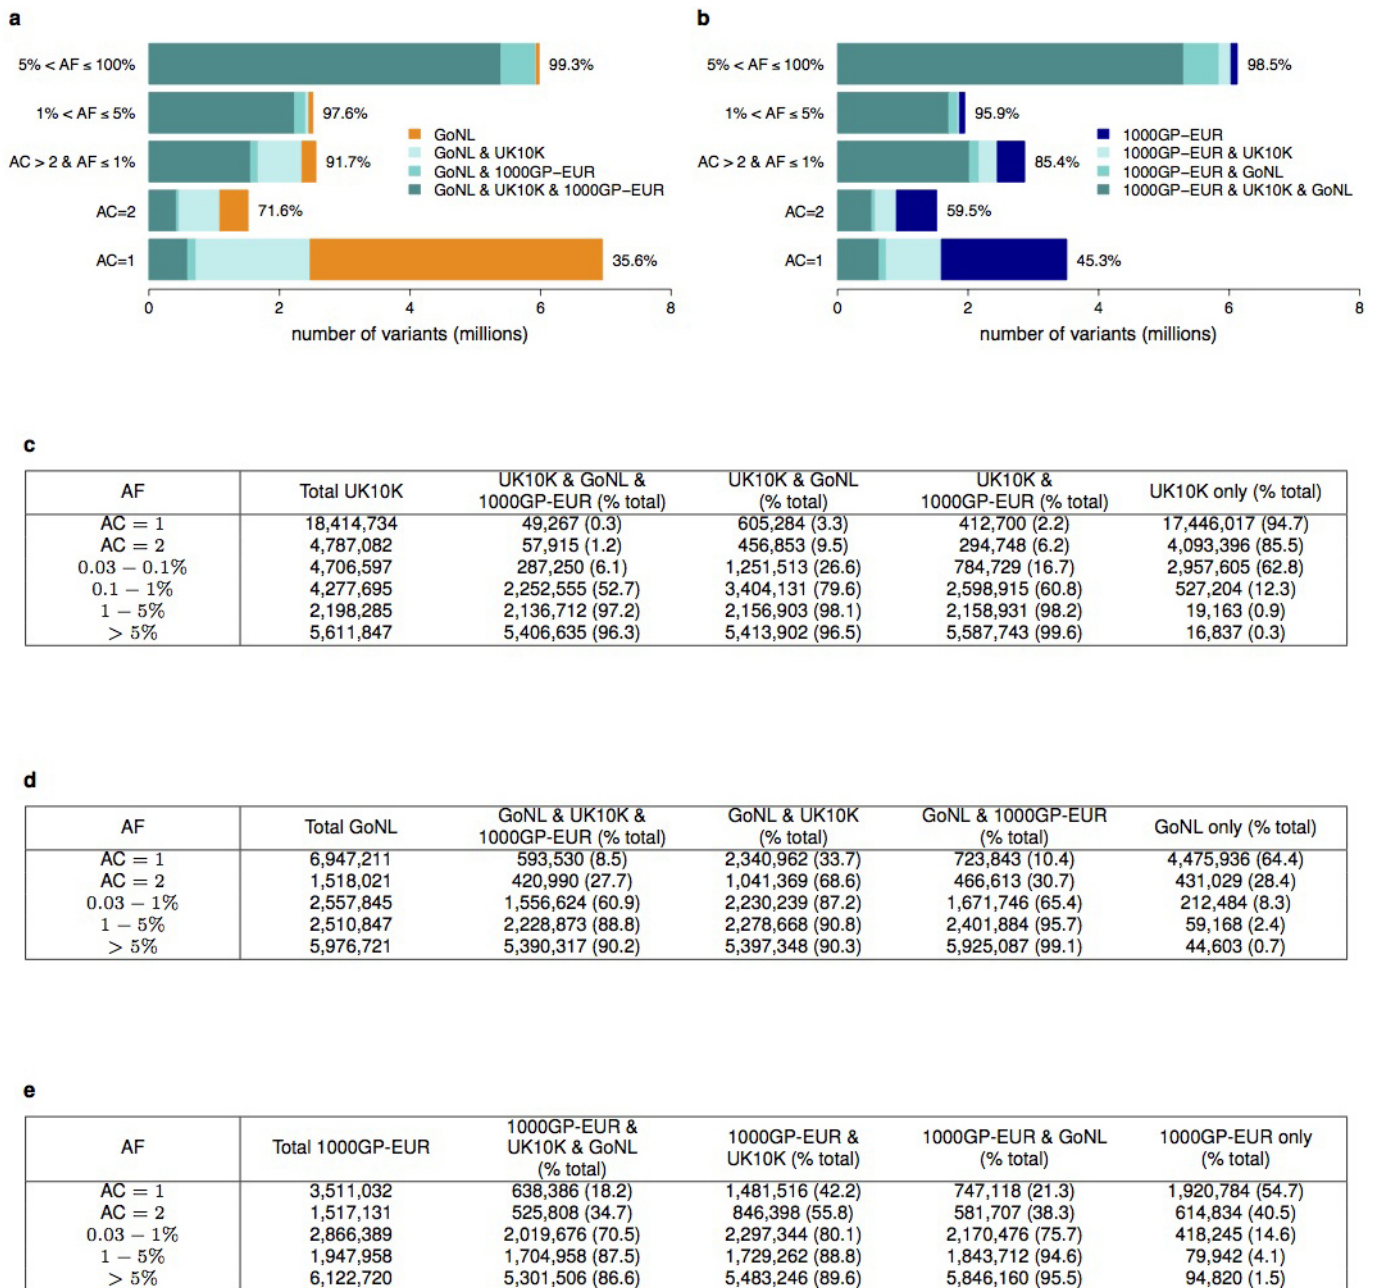 a
5% < AF ≤ 100%
99.3%
1% < AF ≤ 5%
97.6%
AC > 2 & AF ≤ 1%
91.7%
AC=2
71.6%
AC=1
35.6%
GoNL
GoNL & UK10K
GoNL & 1000GP−EUR
GoNL & UK10K & 1000GP−EUR
0 2 4 6 8
number of variants (millions)
b
5% < AF ≤ 100%
98.5%
1% < AF ≤ 5%
95.9%
AC > 2 & AF ≤ 1%
85.4%
AC=2
59.5%
AC=1
45.3%
1000GP−EUR
1000GP−EUR & UK10K
1000GP−EUR & GoNL
1000GP−EUR & UK10K & GoNL
0 2 4 6 8
number of variants (millions)
c
AF Total UK10K UK10K & GoNL & 1000GP-EUR (% total) UK10K & GoNL (% total) UK10K & 1000GP-EUR (% total) UK10K only (% total)
AC = 1 18,414,734 49,267 (0.3) 605,284 (3.3) 412,700 (2.2) 17,446,017 (94.7)
AC = 2 4,787,082 57,915 (1.2) 456,853 (9.5) 294,748 (6.2) 4,093,396 (85.5)
0.03 − 0.1% 4,706,597 287,250 (6.1) 1,251,513 (26.6) 784,729 (16.7) 2,957,605 (62.8)
0.1 − 1% 4,277,695 2,252,555 (52.7) 3,404,131 (79.6) 2,598,915 (60.8) 527,204 (12.3)
1 − 5% 2,198,285 2,136,712 (97.2) 2,156,903 (98.1) 2,158,931 (98.2) 19,163 (0.9)
> 5% 5,611,847 5,406,635 (96.3) 5,413,902 (96.5) 5,587,743 (99.6) 16,837 (0.3)
d
AF Total GoNL GoNL & UK10K & 1000GP-EUR (% total) GoNL & UK10K (% total) GoNL & 1000GP-EUR (% total) GoNL only (% total)
AC = 1 6,947,211 593,530 (8.5) 2,340,962 (33.7) 723,843 (10.4) 4,475,936 (64.4)
AC = 2 1,518,021 420,990 (27.7) 1,041,369 (68.6) 466,613 (30.7) 431,029 (28.4)
0.03 − 1% 2,557,845 1,556,624 (60.9) 2,230,239 (87.2) 1,671,746 (65.4) 212,484 (8.3)
1 − 5% 2,510,847 2,228,873 (88.8) 2,278,668 (90.8) 2,401,884 (95.7) 59,168 (2.4)
> 5% 5,976,721 5,390,317 (90.2) 5,397,348 (90.3) 5,925,087 (99.1) 44,603 (0.7)
e
AF Total 1000GP-EUR 1000GP-EUR & UK10K & GoNL (% total) 1000GP-EUR & UK10K (% total) 1000GP-EUR & GoNL (% total) 1000GP-EUR only (% total)
AC = 1 3,511,032 638,386 (18.2) 1,481,516 (42.2) 747,118 (21.3) 1,920,784 (54.7)
AC = 2 1,517,131 525,808 (34.7) 846,398 (55.8) 581,707 (38.3) 614,834 (40.5)
0.03 − 1% 2,866,389 2,019,676 (70.5) 2,297,344 (80.1) 2,170,476 (75.7) 418,245 (14.6)
1 − 5% 1,947,958 1,704,958 (87.5) 1,729,262 (88.8) 1,843,712 (94.6) 79,942 (4.1)
> 5% 6,122,720 5,301,506 (86.6) 5,483,246 (89.6) 5,846,160 (95.5) 94,820 (1.5)